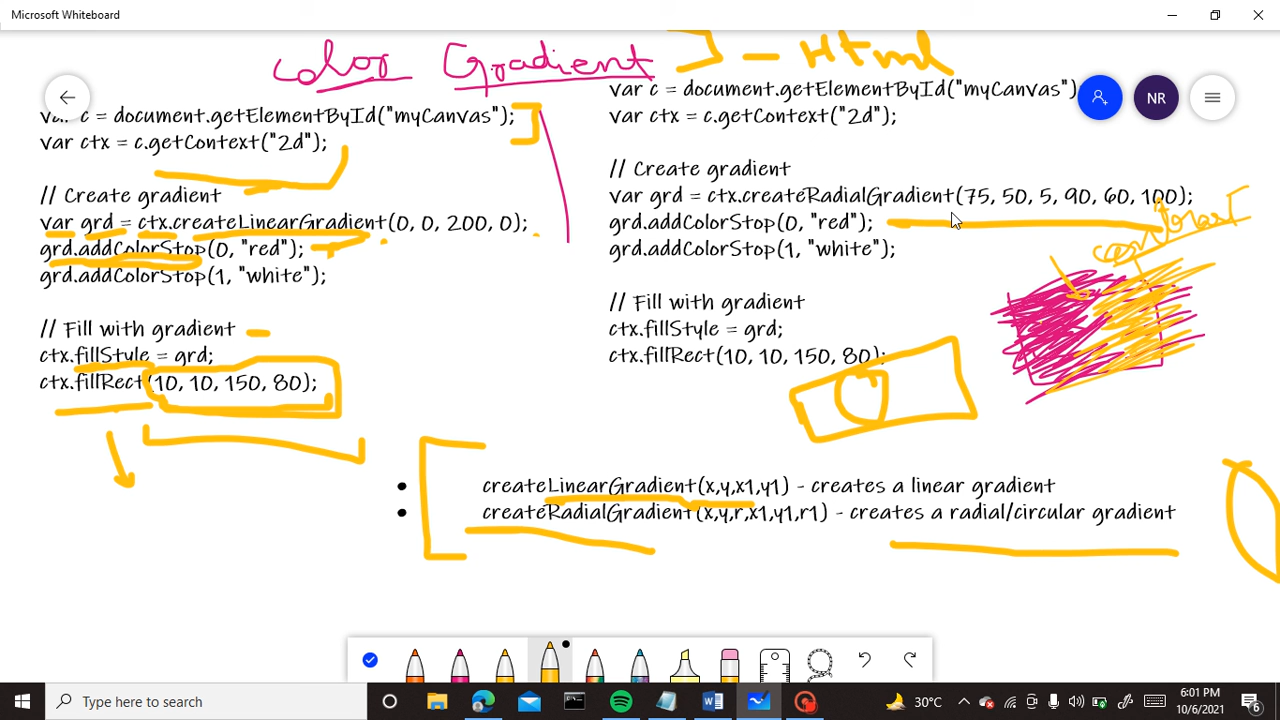 Microsoft Whiteboard
Color Gradient ] - Html
var c = document.getElementById("myCanvas");
var ctx = c.getContext("2d");
// Create gradient
var grd = ctx.createLinearGradient(0, 0, 200, 0);
grd.addColorStop(0, "red");
grd.addColorStop(1, "white");
// Fill with gradient
ctx.fillStyle = grd;
ctx.fillRect(10, 10, 150, 80);
var c = document.getElementById("myCanvas")
var ctx = c.getContext("2d");
// Create gradient
var grd = ctx.createRadialGradient(75, 50, 5, 90, 60, 100);
grd.addColorStop(0, "red");
grd.addColorStop(1, "white");
// Fill with gradient
ctx.fillStyle = grd;
ctx.fillRect(10, 10, 150, 80);
NR
• createLinearGradient(x,y,x1,y1) - creates a linear gradient
• createRadialGradient(x,y,r,x1,y1,r1) - creates a radial/circular gradient
Type here to search
30°C
6:01 PM
10/6/2021
6